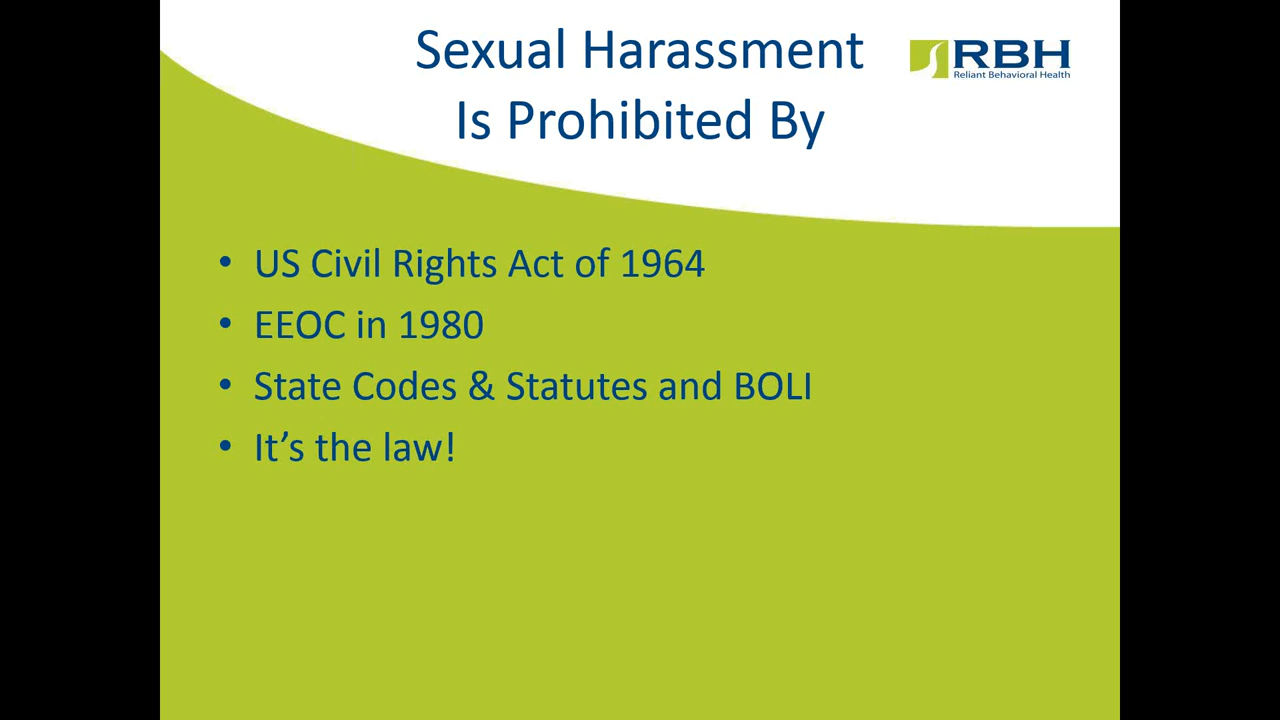 Sexual Harassment
Is Prohibited By
RBH
Reliant Behavioral Health
• US Civil Rights Act of 1964
• EEOC in 1980
• State Codes & Statutes and BOLI
• It’s the law!